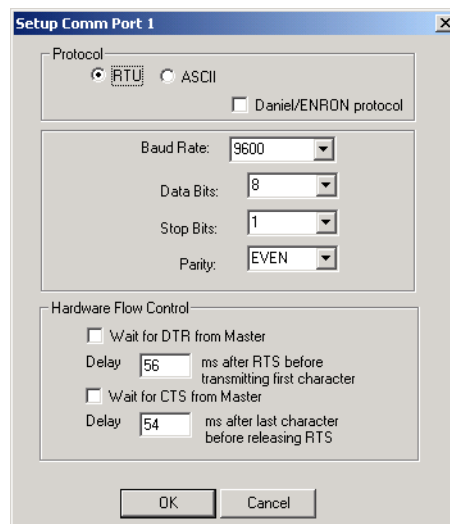 Setup Comm Port 1
Protocol
RTU ASCII
Daniel/ENRON protocol
Baud Rate: 9600
Data Bits: 8
Stop Bits: 1
Parity: EVEN
Hardware Flow Control
Wait for DTR from Master
Delay 56 ms after RTS before
transmitting first character
Wait for CTS from Master
Delay 54 ms after last character
before releasing RTS
OK Cancel